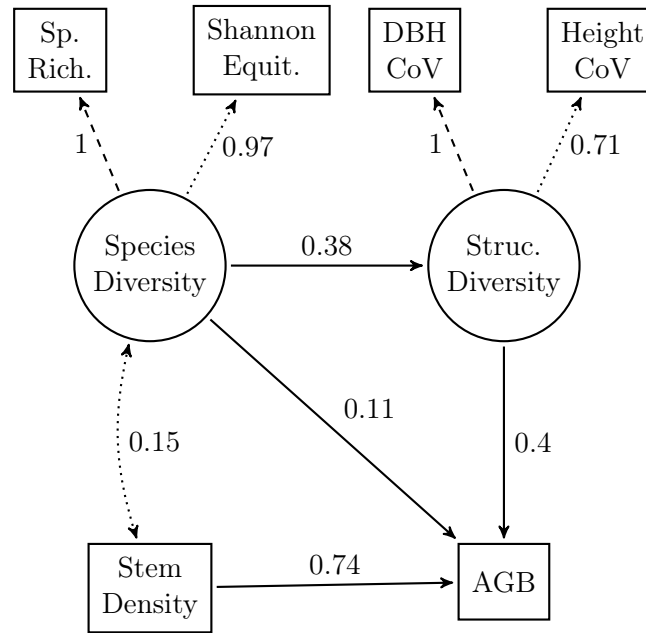 Sp.
Rich.
Shannon
Equit.
DBH
CoV
Height
CoV
1
0.97
1
0.71
Species
Diversity
0.38
Struc.
Diversity
0.11
0.15
0.4
Stem
Density
0.74
AGB